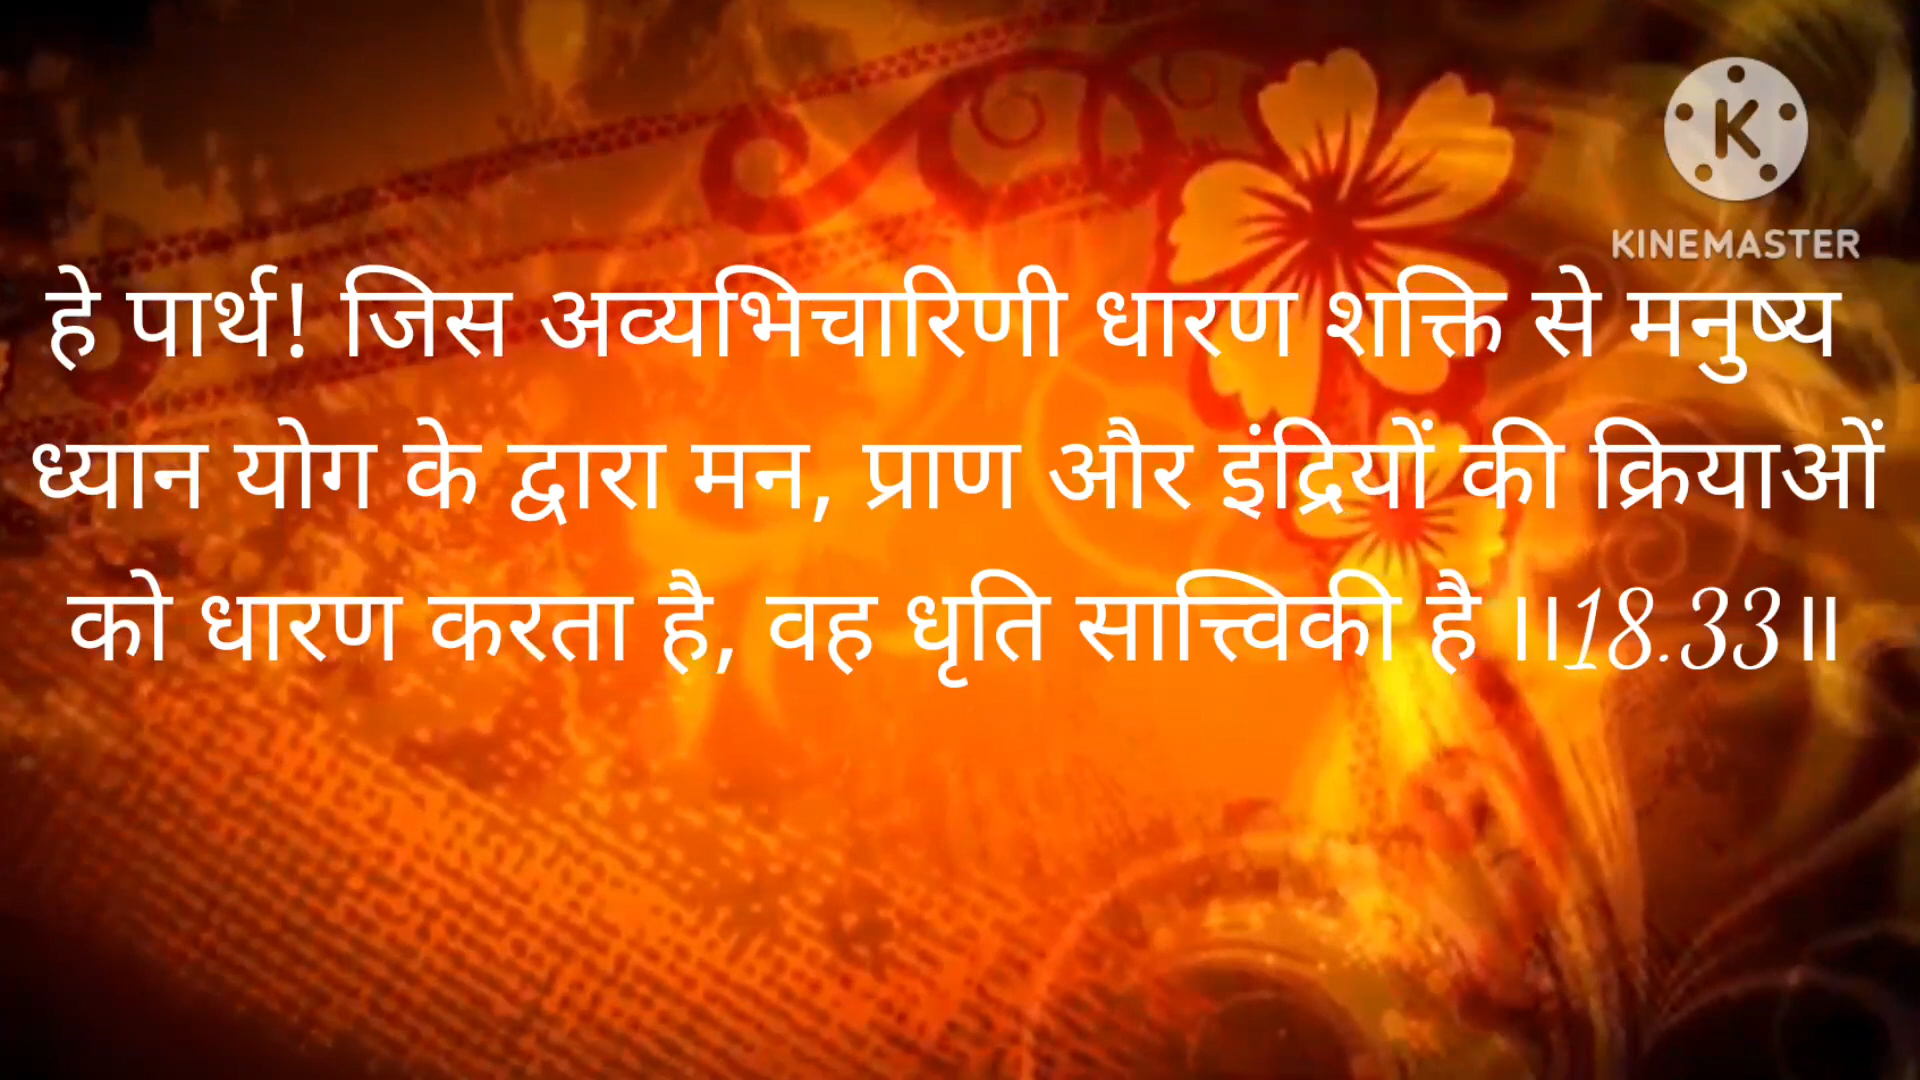 K
KINEMASTER
हे पार्थ! जिस अव्यभिचारिणी धारण शक्ति से मनुष्य
ध्यान योग के द्वारा मन, प्राण और इंद्रियों की क्रियाओं
को धारण करता है, वह धृति सात्त्विकी है ।।18.33॥